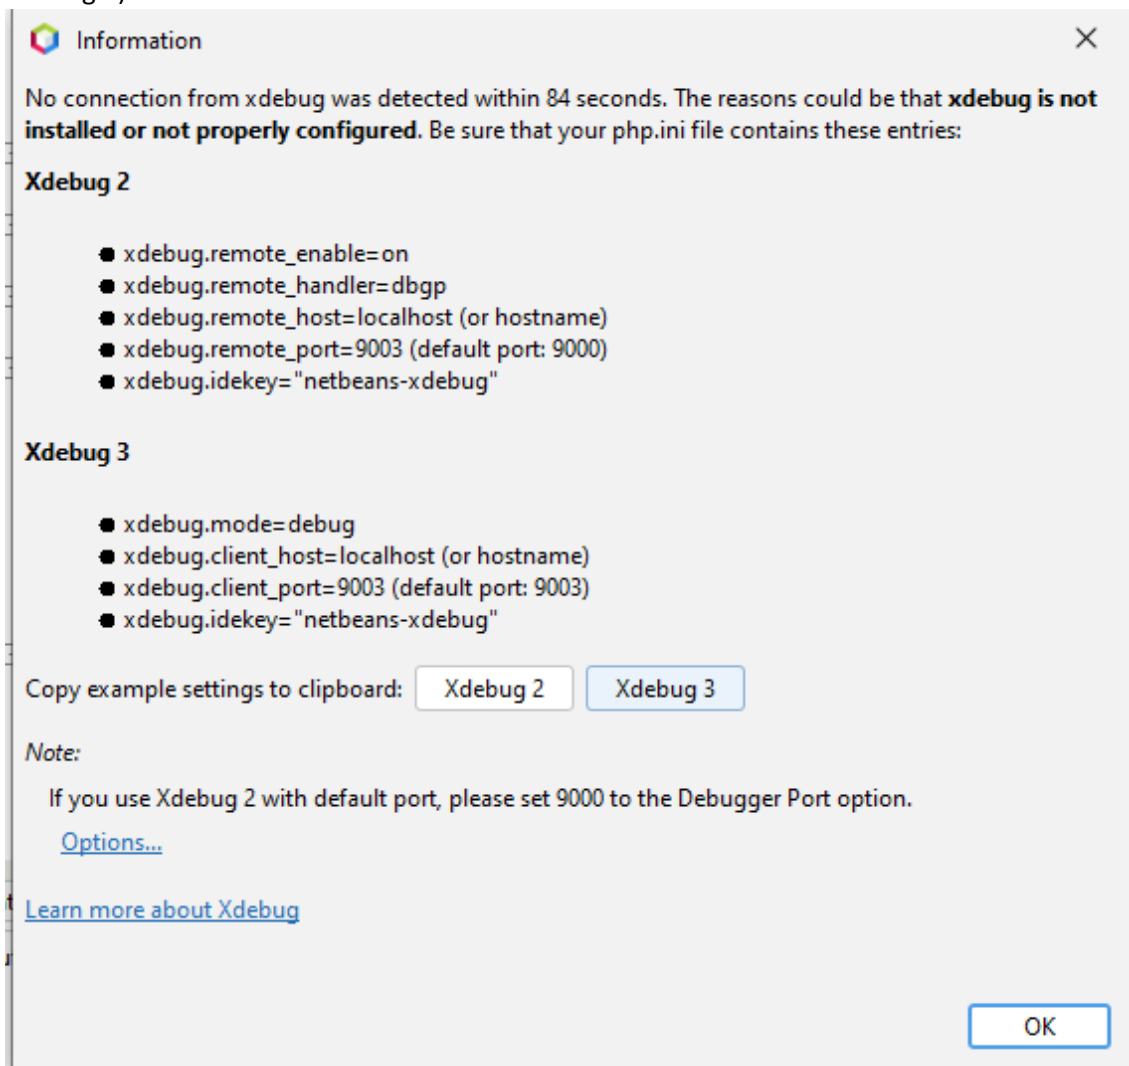 Information
No connection from xdebug was detected within 84 seconds. The reasons could be that xdebug is not
installed or not properly configured. Be sure that your php.ini file contains these entries:
Xdebug 2
● xdebug.remote_enable=on
● xdebug.remote_handler=dbgp
● xdebug.remote_host=localhost (or hostname)
● xdebug.remote_port=9003 (default port: 9000)
● xdebug.idekey="netbeans-xdebug"
Xdebug 3
● xdebug.mode=debug
● xdebug.client_host=localhost (or hostname)
● xdebug.client_port=9003 (default port: 9003)
● xdebug.idekey="netbeans-xdebug"
Copy example settings to clipboard: Xdebug 2 Xdebug 3
Note:
If you use Xdebug 2 with default port, please set 9000 to the Debugger Port option.
Options...
Learn more about Xdebug
OK